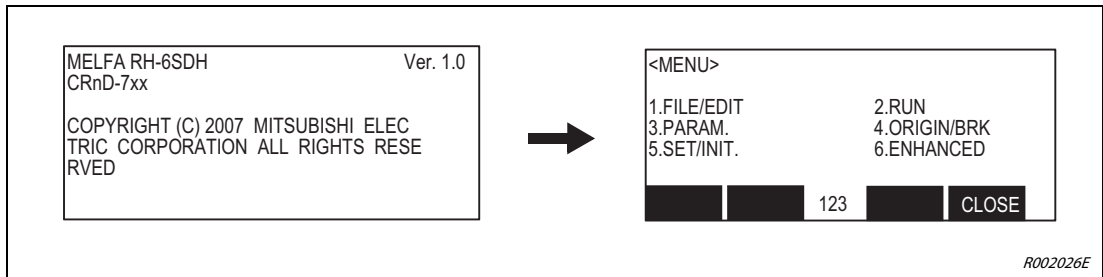 MELFA RH-6SDH Ver. 1.0
CRnD-7xx
COPYRIGHT (C) 2007 MITSUBISHI ELEC
TRIC CORPORATION ALL RIGHTS RESE
RVED
<MENU>
1.FILE/EDIT 2.RUN
3.PARAM. 4.ORIGIN/BRK
5.SET/INIT. 6.ENHANCED
123 CLOSE
R002026E